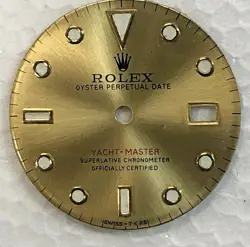 ROLEX
OYSTER PERPETUAL DATE
YACHT-MASTER
SUPERLATIVE CHRONOMETER
OFFICIALLY CERTIFIED